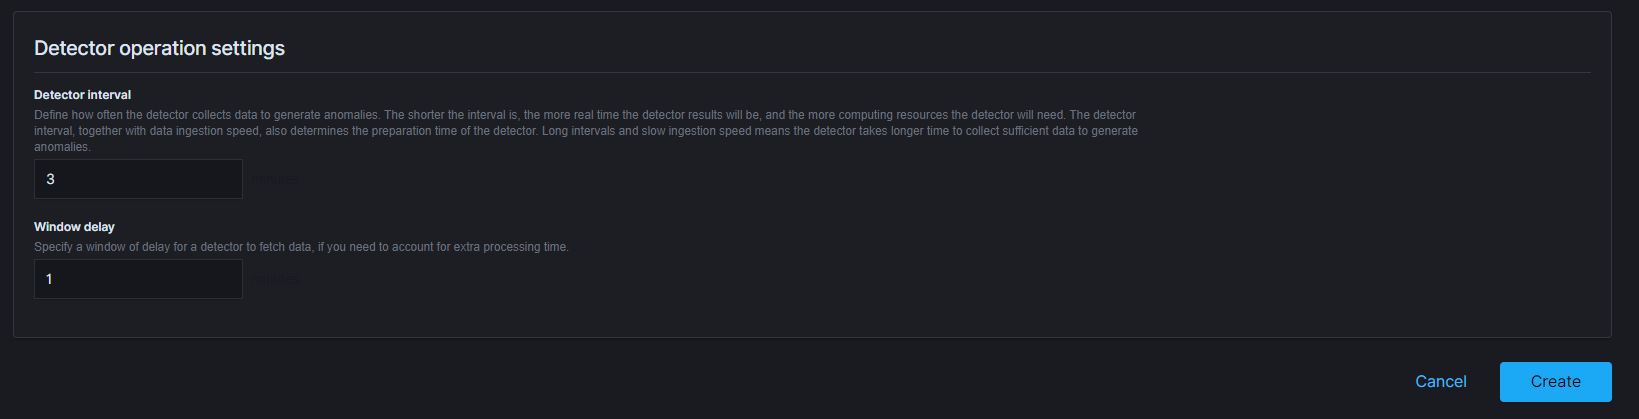 Detector operation settings
Detector interval
Define how often the detector collects data to generate anomalies. The shorter the interval is, the more real time the detector results will be, and the more computing resources the detector will need. The detector
interval, together with data ingestion speed, also determines the preparation time of the detector. Long intervals and slow ingestion speed means the detector takes longer time to collect sufficient data to generate
anomalies.
3 minutes
Window delay
Specify a window of delay for a detector to fetch data, if you need to account for extra processing time.
1 minutes
Cancel Create